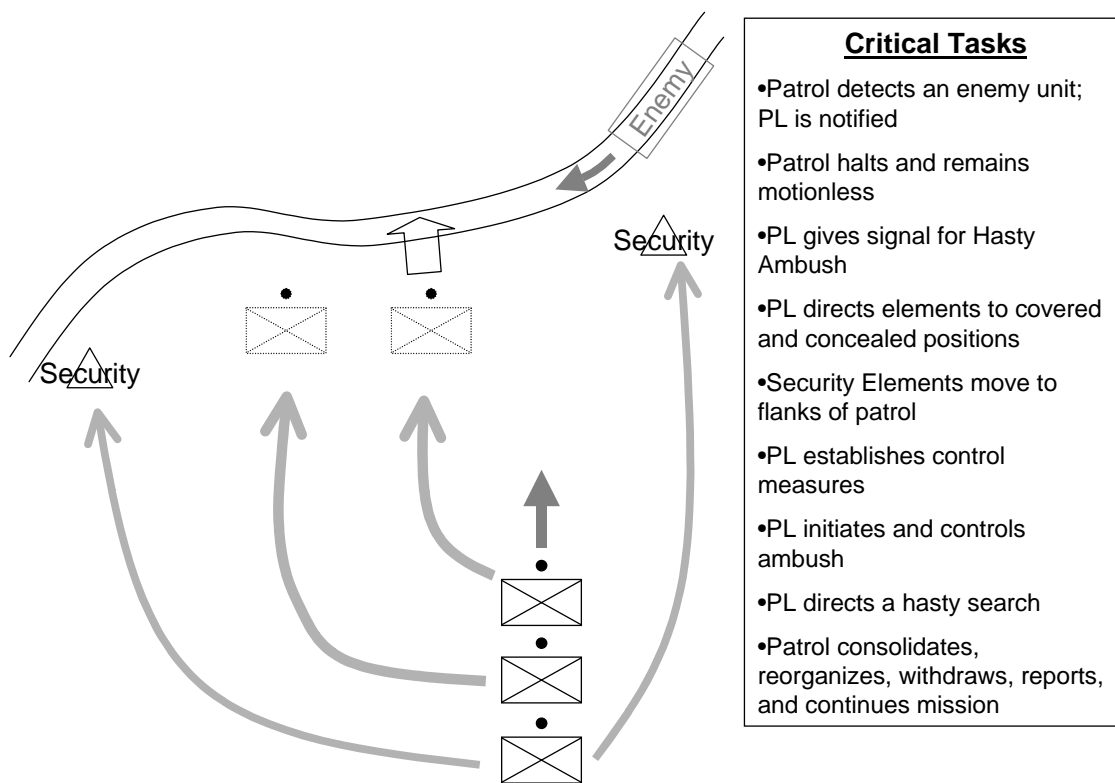 Enemy
Security
Security
Critical Tasks
•Patrol detects an enemy unit;
PL is notified
•Patrol halts and remains
motionless
•PL gives signal for Hasty
Ambush
•PL directs elements to covered
and concealed positions
•Security Elements move to
flanks of patrol
•PL establishes control
measures
•PL initiates and controls
ambush
•PL directs a hasty search
•Patrol consolidates,
reorganizes, withdraws, reports,
and continues mission